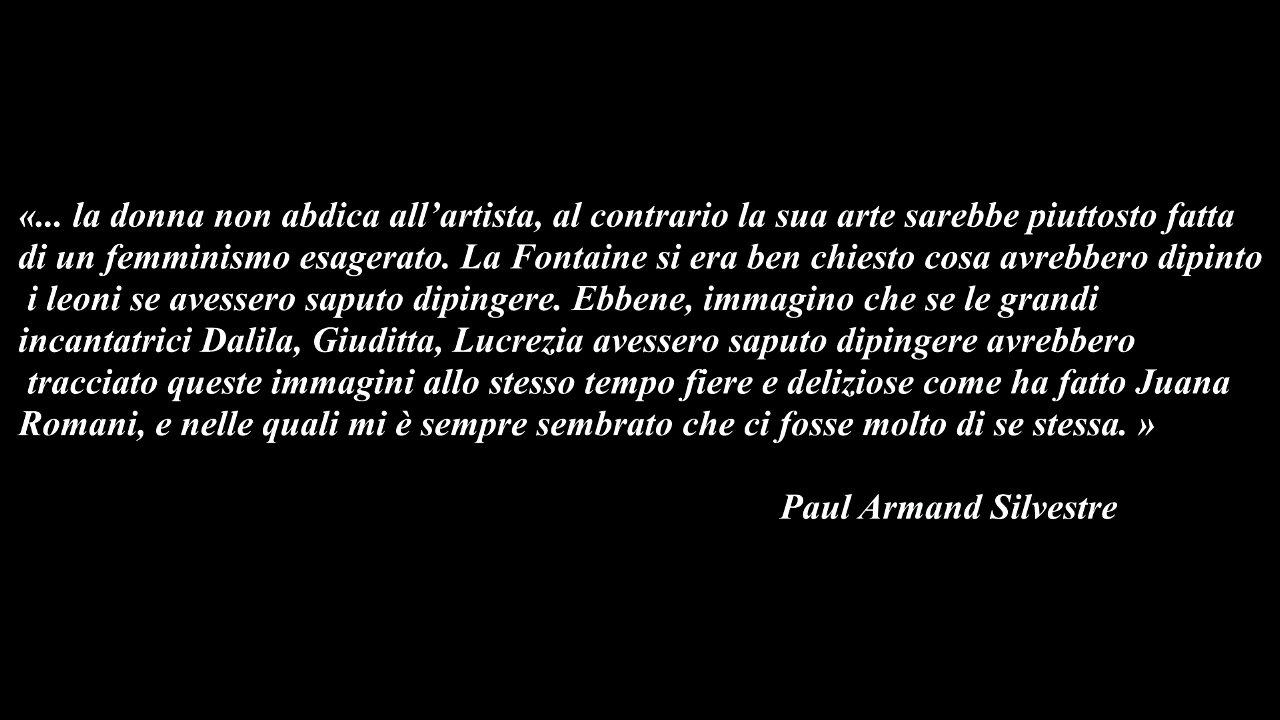 «... la donna non abdica all’artista, al contrario la sua arte sarebbe piuttosto fatta
di un femminismo esagerato. La Fontaine si era ben chiesto cosa avrebbero dipinto
i leoni se avessero saputo dipingere. Ebbene, immagino che se le grandi
incantatrici Dalila, Giuditta, Lucrezia avessero saputo dipingere avrebbero
tracciato queste immagini allo stesso tempo fiere e deliziose come ha fatto Juana
Romani, e nelle quali mi è sempre sembrato che ci fosse molto di se stessa. »
Paul Armand Silvestre